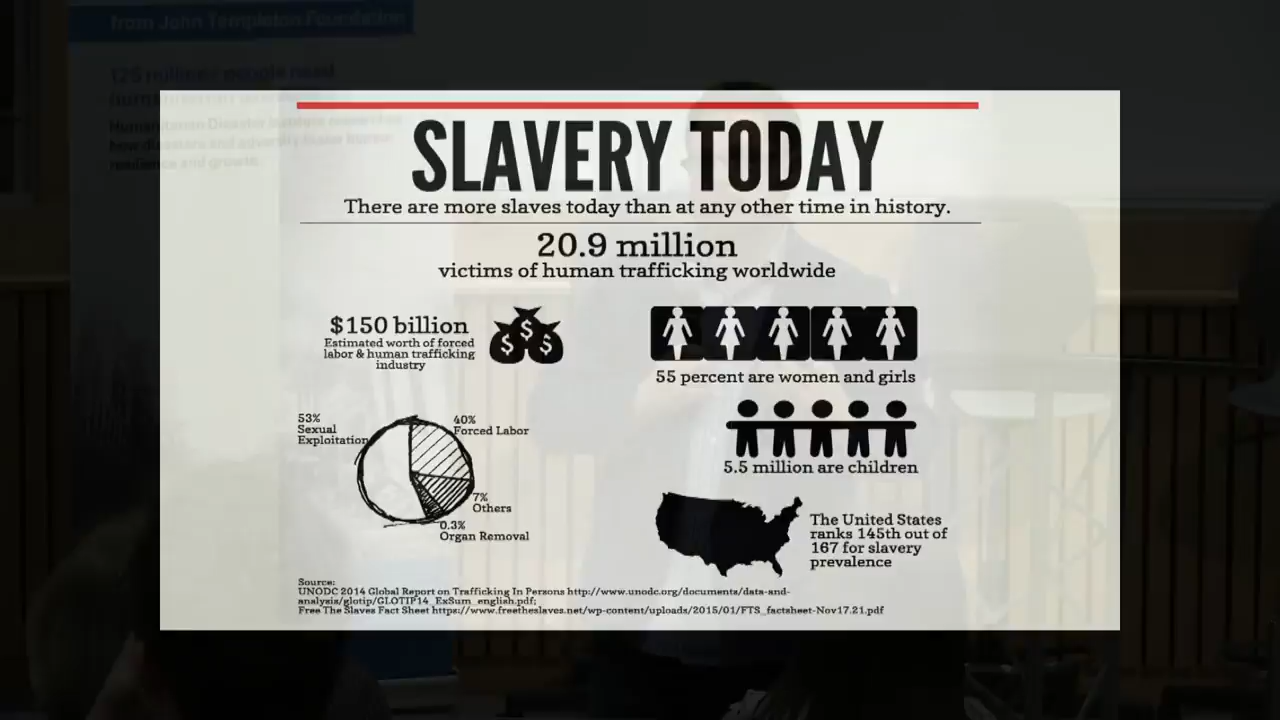 from John Templeton Foundation
SLAVERY TODAY
There are more slaves today than at any other time in history.
20.9 million
victims of human trafficking worldwide
$150 billion
Estimated worth of forced
labor & human trafficking
industry
$ $ $
55 percent are women and girls
53%
Sexual
Exploitation
40%
Forced Labor
7%
Others
0.3%
Organ Removal
5.5 million are children
The United States
ranks 145th out of
167 for slavery
prevalence
Source:
UNODC 2014 Global Report on Trafficking In Persons http://www.unodc.org/documents/data-and-
analysis/glotip/GLOTIP14_ExSum_english.pdf;
Free The Slaves Fact Sheet https://www.freetheslaves.net/wp-content/uploads/2015/01/FTS_factsheet-Nov17.21.pdf